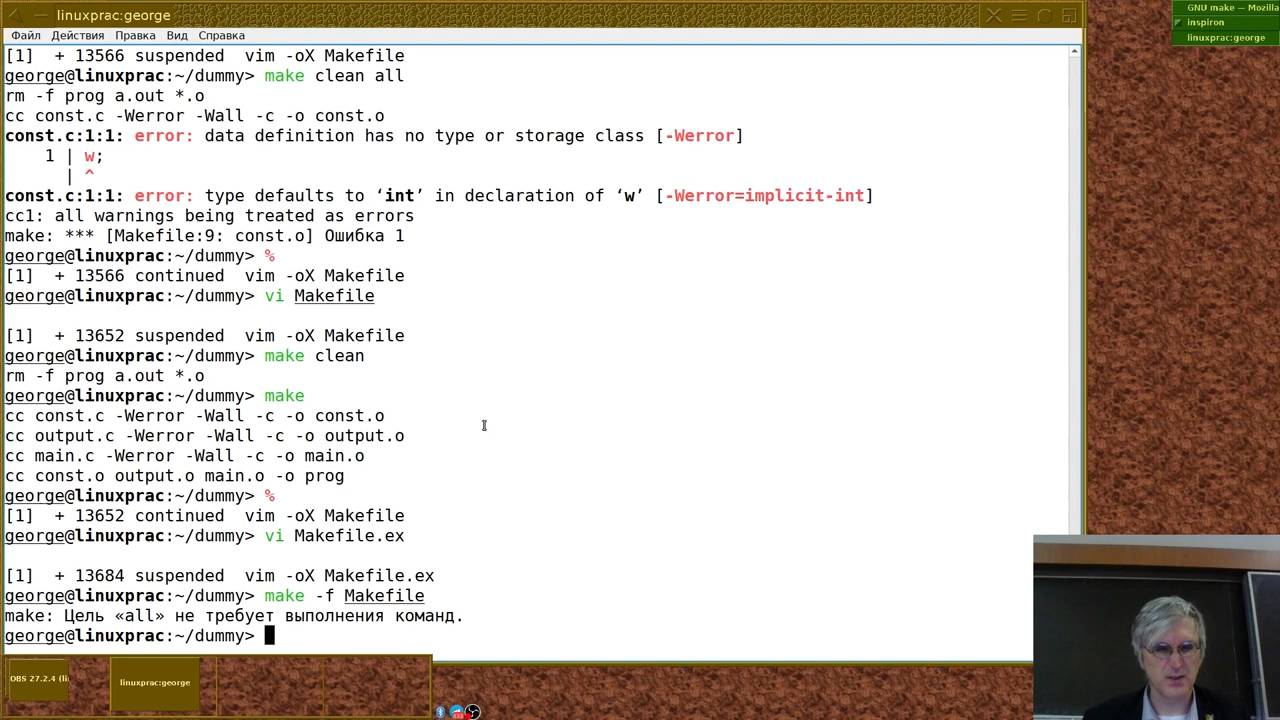 linuxprac:george
Файл Действия Правка Вид Справка
[1]  + 13566 suspended  vim -oX Makefile
george@linuxprac:~/dummy> make clean all
rm -f prog a.out *.o
cc const.c -Werror -Wall -c -o const.o
const.c:1:1: error: data definition has no type or storage class [-Werror]
    1 | w;
      | ^
const.c:1:1: error: type defaults to ‘int’ in declaration of ‘w’ [-Werror=implicit-int]
cc1: all warnings being treated as errors
make: *** [Makefile:9: const.o] Ошибка 1
george@linuxprac:~/dummy> %
[1]  + 13566 continued  vim -oX Makefile
george@linuxprac:~/dummy> vi Makefile
[1]  + 13652 suspended  vim -oX Makefile
george@linuxprac:~/dummy> make clean
rm -f prog a.out *.o
george@linuxprac:~/dummy> make
cc const.c -Werror -Wall -c -o const.o
cc output.c -Werror -Wall -c -o output.o
cc main.c -Werror -Wall -c -o main.o
cc const.o output.o main.o -o prog
george@linuxprac:~/dummy> %
[1]  + 13652 continued  vim -oX Makefile
george@linuxprac:~/dummy> vi Makefile.ex
[1]  + 13684 suspended  vim -oX Makefile.ex
george@linuxprac:~/dummy> make -f Makefile
make: Цель «all» не требует выполнения команд.
george@linuxprac:~/dummy>
GNU make — Mozilla
inspiron
linuxprac:george
OBS 27.2.4 (li
linuxprac:george